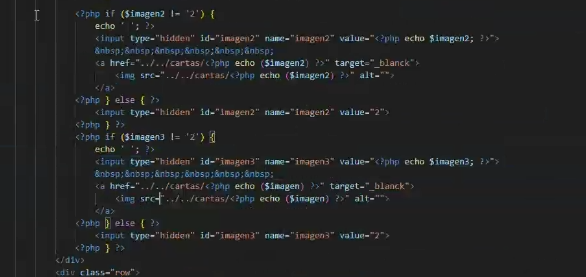 <?php if ($imagen2 != '2') {
echo ' '; ?>
<input type="hidden" id="imagen2" name="imagen2" value="<?php echo $imagen2; ?>">
&nbsp;&nbsp;&nbsp;&nbsp;&nbsp;
<a href="../../cartas/<?php echo ($imagen2) ?>" target="_blanck">
<img src="../../cartas/<?php echo ($imagen2) ?>" alt="">
</a>
<?php } else { ?>
<input type="hidden" id="imagen2" name="imagen2" value="2">
<?php } ?>
<?php if ($imagen3 != '2') {
echo ' '; ?>
<input type="hidden" id="imagen3" name="imagen3" value="<?php echo $imagen3; ?>">
&nbsp;&nbsp;&nbsp;&nbsp;&nbsp;
<a href="../../cartas/<?php echo ($imagen) ?>" target="_blanck">
<img src="../../cartas/<?php echo ($imagen) ?>" alt="">
</a>
<?php } else { ?>
<input type="hidden" id="imagen3" name="imagen3" value="2">
<?php } ?>
</div>
<div class="row">